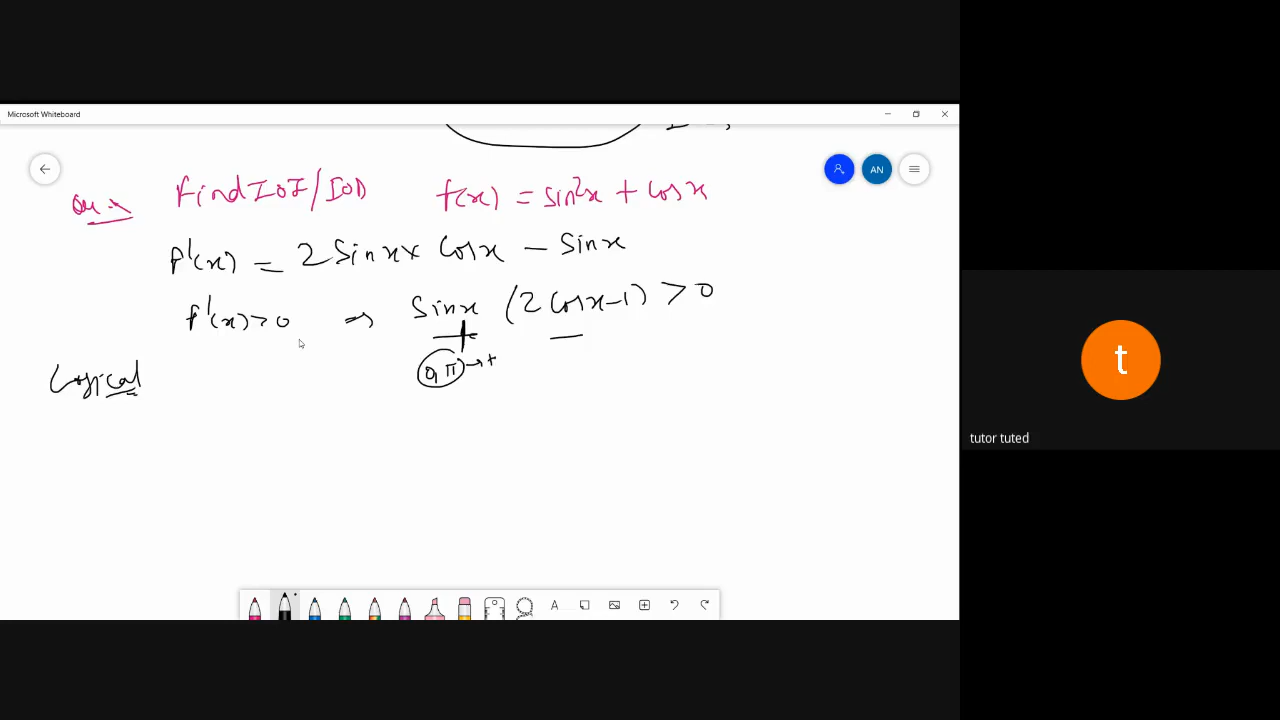 Microsoft Whiteboard
AN
Que ⇒ Find IOI/IOD f(x) = sin²x + cosx
f'(x) = 2 Sinx × Cosx − Sinx
f'(x) > 0 ⇒ Sinx (2 Cosx−1) > 0
0, π → +
Logical
t
tutor tuted